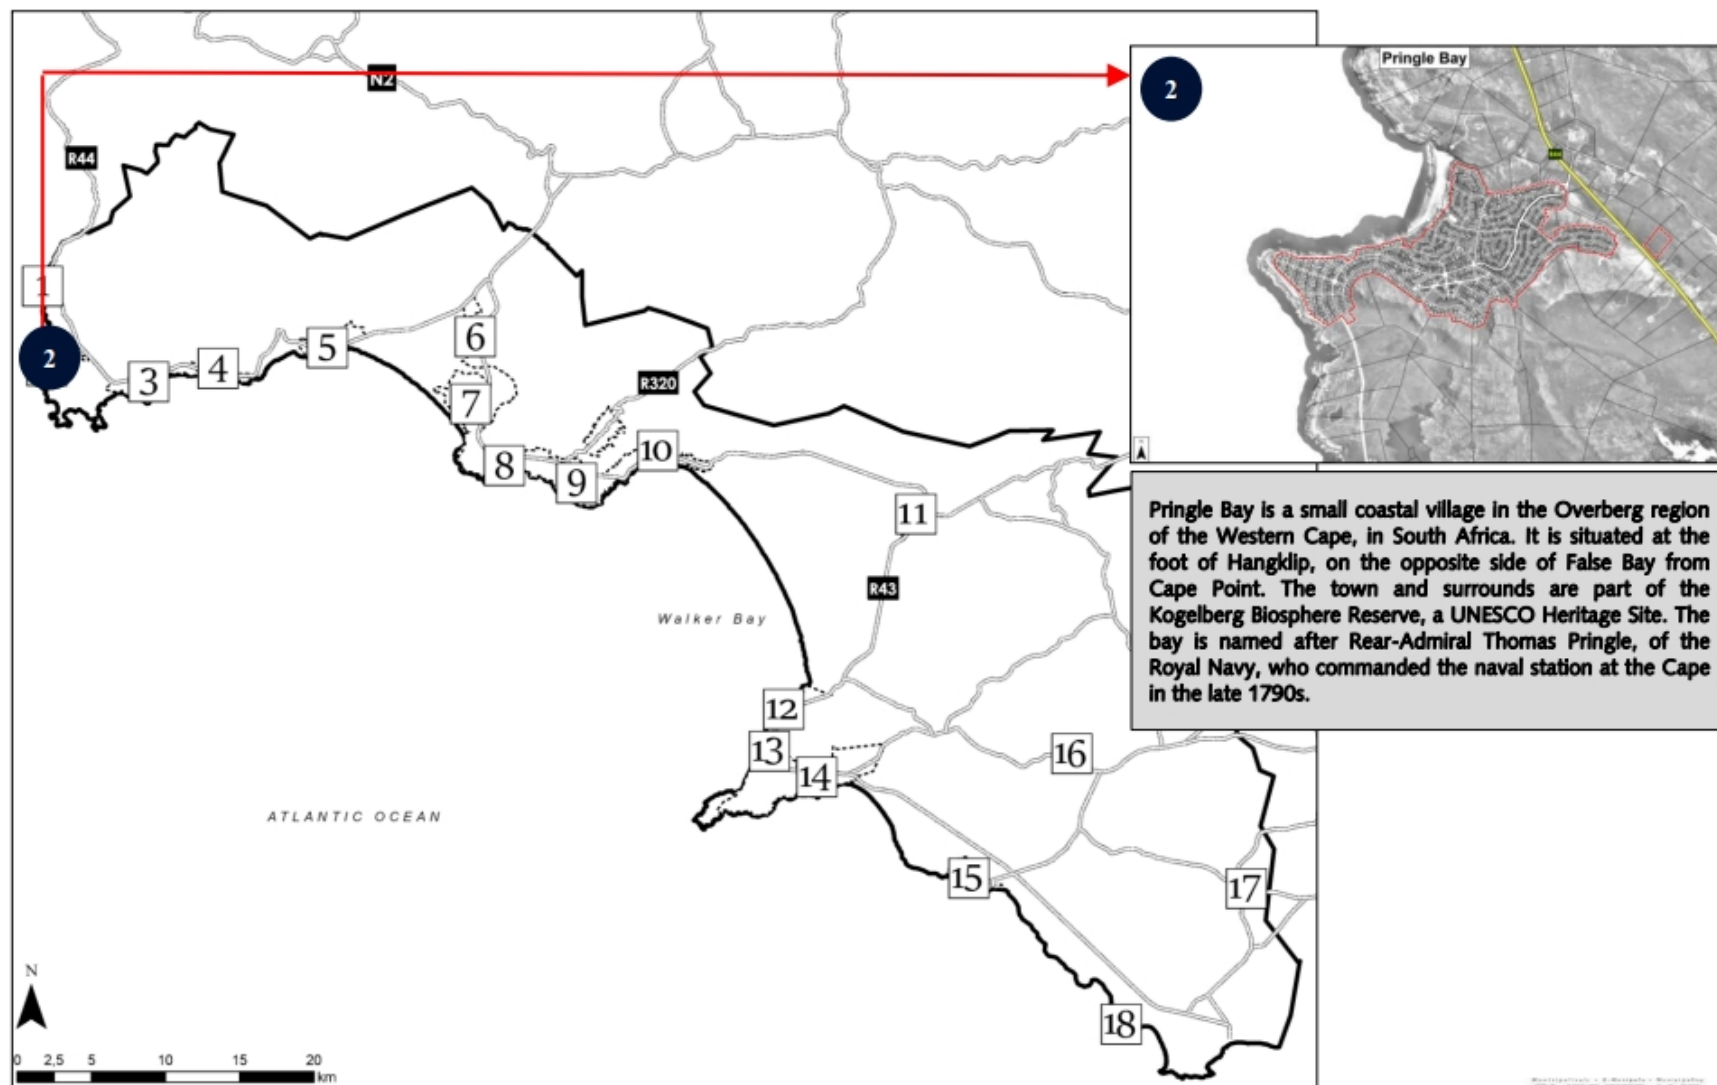 N2
Pringle Bay
2
R44
1
2
3
4
5
6
7
R320
8
9
10
11
R43
Walker Bay
12
13
14
15
16
17
18
ATLANTIC OCEAN
N
0 2,5 5 10 15 20
km
Pringle Bay is a small coastal village in the Overberg region
of the Western Cape, in South Africa. It is situated at the
foot of Hangklip, on the opposite side of False Bay from
Cape Point. The town and surrounds are part of the
Kogelberg Biosphere Reserve, a UNESCO Heritage Site. The
bay is named after Rear-Admiral Thomas Pringle, of the
Royal Navy, who commanded the naval station at the Cape
in the late 1790s.